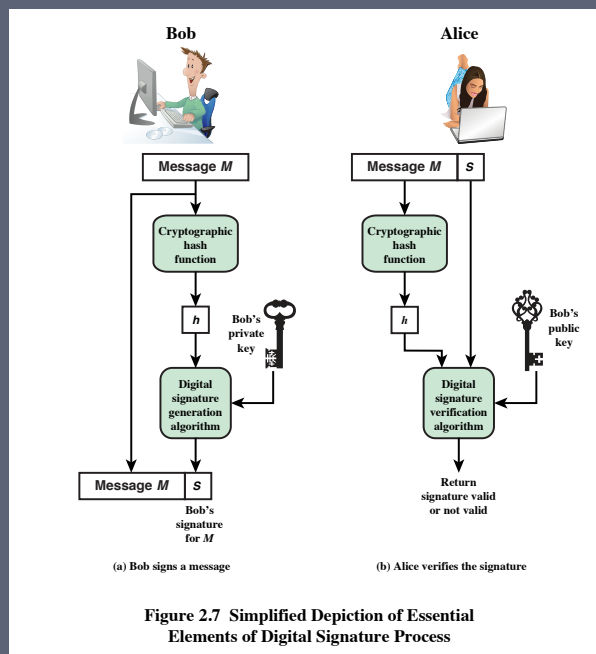 Bob
Message M
Cryptographic
hash
function
h
Bob's
private
key
Digital
signature
generation
algorithm
Message M S
Bob's
signature
for M
(a) Bob signs a message
Alice
Message M S
Cryptographic
hash
function
h
Bob's
public
key
Digital
signature
verification
algorithm
Return
signature valid
or not valid
(b) Alice verifies the signature
Figure 2.7 Simplified Depiction of Essential
Elements of Digital Signature Process